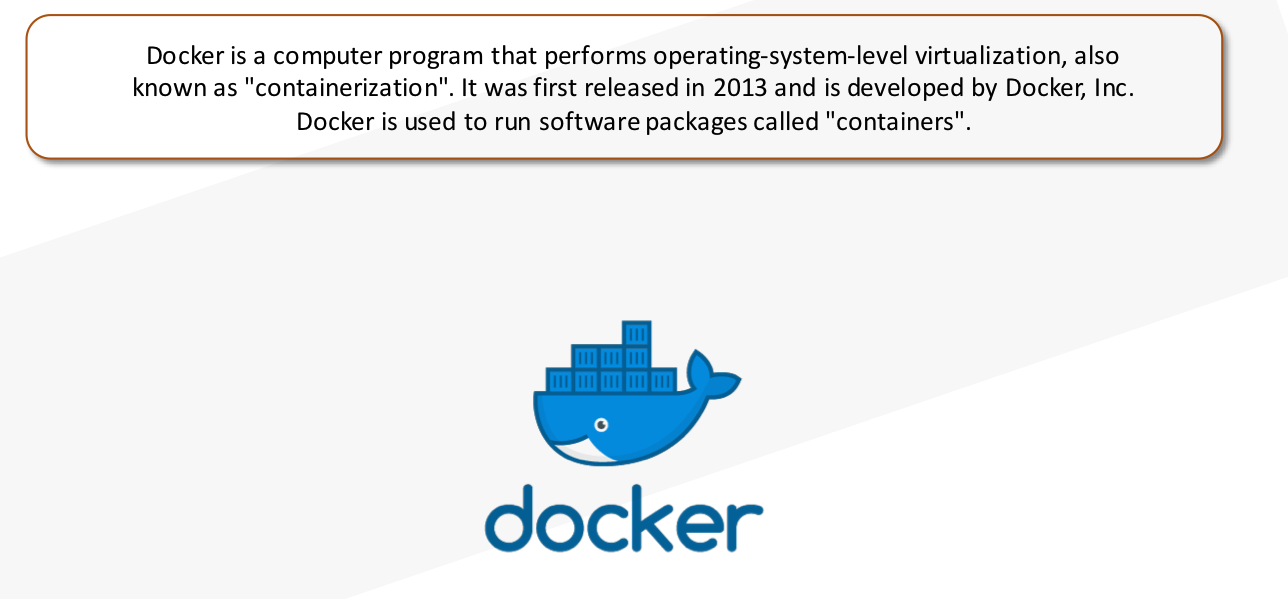 Docker is a computer program that performs operating-system-level virtualization, also
known as "containerization". It was first released in 2013 and is developed by Docker, Inc.
Docker is used to run software packages called "containers".
docker